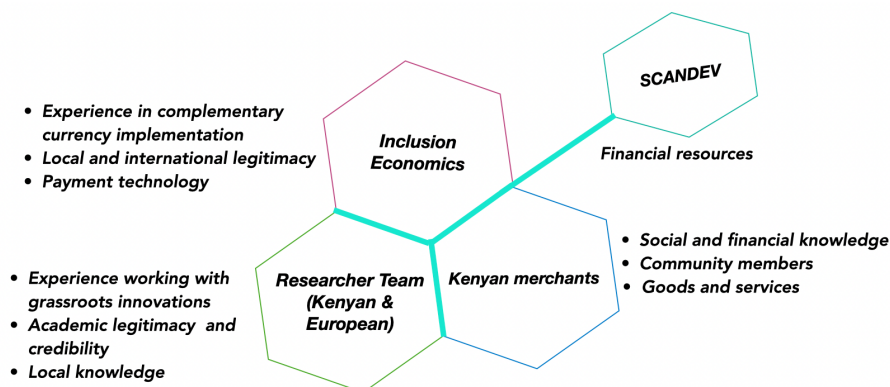 SCANDEV
Financial resources
• Experience in complementary
currency implementation
• Local and international legitimacy
• Payment technology
Inclusion
Economics
• Social and financial knowledge
• Community members
• Goods and services
Kenyan merchants
Researcher Team
(Kenyan &
European)
• Experience working with
grassroots innovations
• Academic legitimacy and
credibility
• Local knowledge